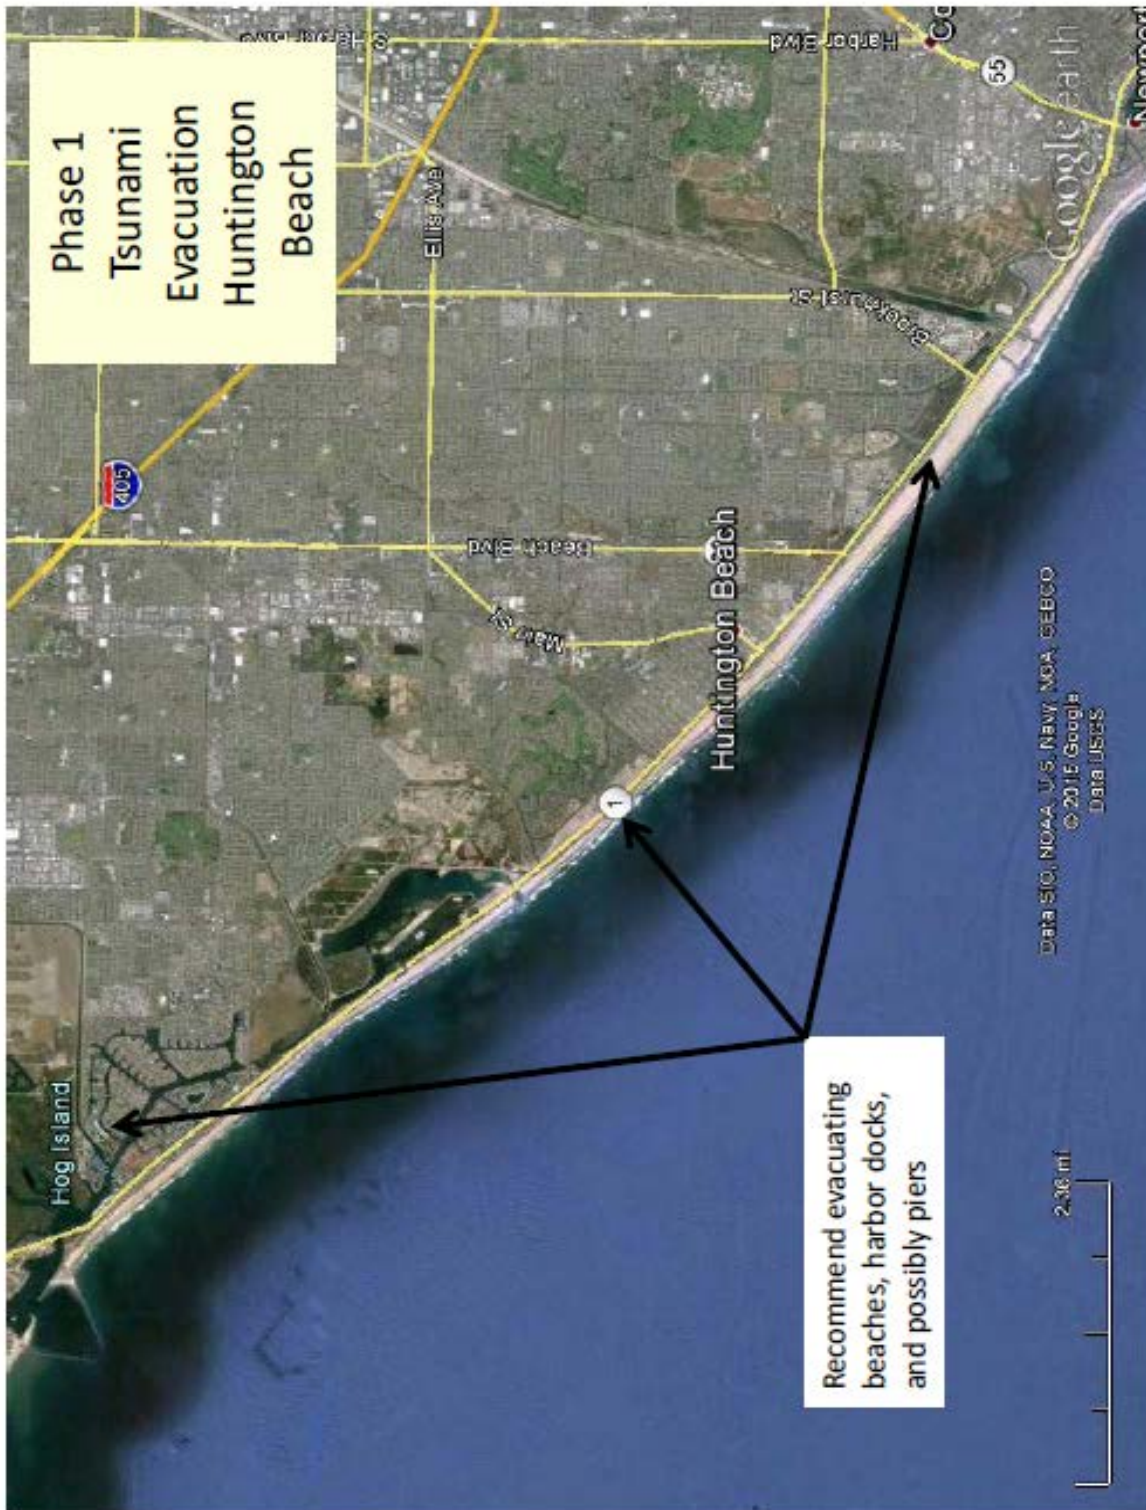 Phase 1
Tsunami
Evacuation
Huntington
Beach
Hog Island
405
Ellis Ave
Beach Blvd
Main St
Harbor Blvd
55
Brookhurst St
1
Huntington Beach
Recommend evacuating
beaches, harbor docks,
and possibly piers
Google earth
Data SIO, NOAA, U.S. Navy, NGA, GEBCO
© 2015 Google
Data USGS
2.36 mi